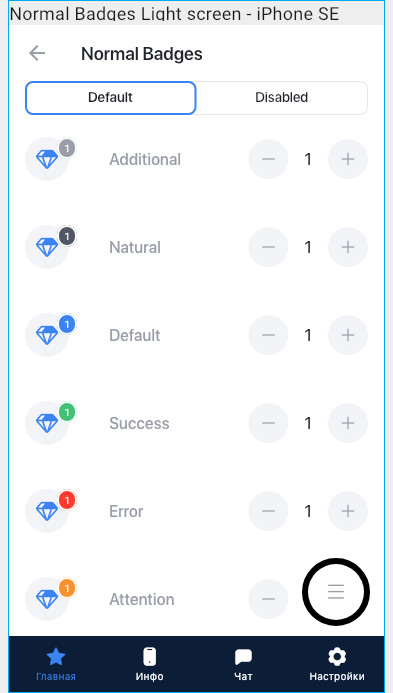 Normal Badges Light screen - iPhone SE
Normal Badges
Default Disabled
1 Additional 1
1 Natural 1
1 Default 1
1 Success 1
1 Error 1
1 Attention
Главная Инфо Чат Настройки